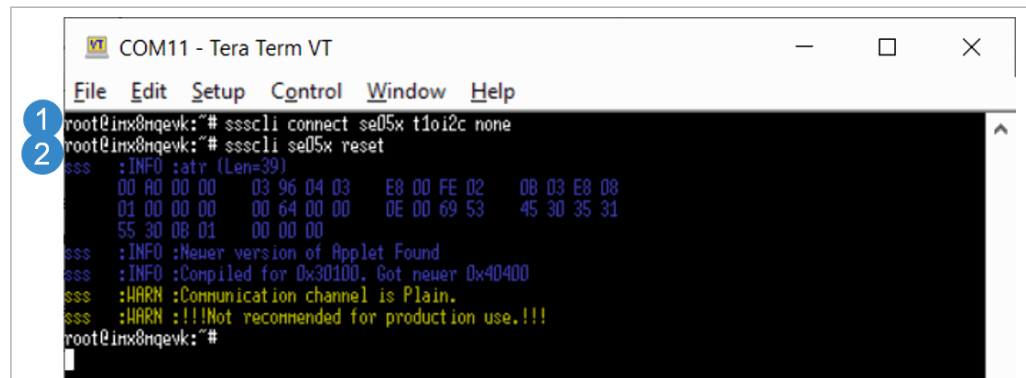 COM11 - Tera Term VT
File Edit Setup Control Window Help
1 root@imx8mqevk:~# ssscli connect se05x t1oi2c none
2 root@imx8mqevk:~# ssscli se05x reset
sss :INFO :atr (Len=39)
00 A0 00 00 03 96 04 03 E8 00 FE 02 0B 03 E8 08
01 00 00 00 00 64 00 00 0E 00 69 53 45 30 35 31
55 30 0B 01 00 00 00
sss :INFO :Newer version of Applet Found
sss :INFO :Compiled for 0x30100. Got newer 0x40400
sss :WARN :Communication channel is Plain.
sss :WARN :!!!Not recommended for production use.!!!
root@imx8mqevk:~#